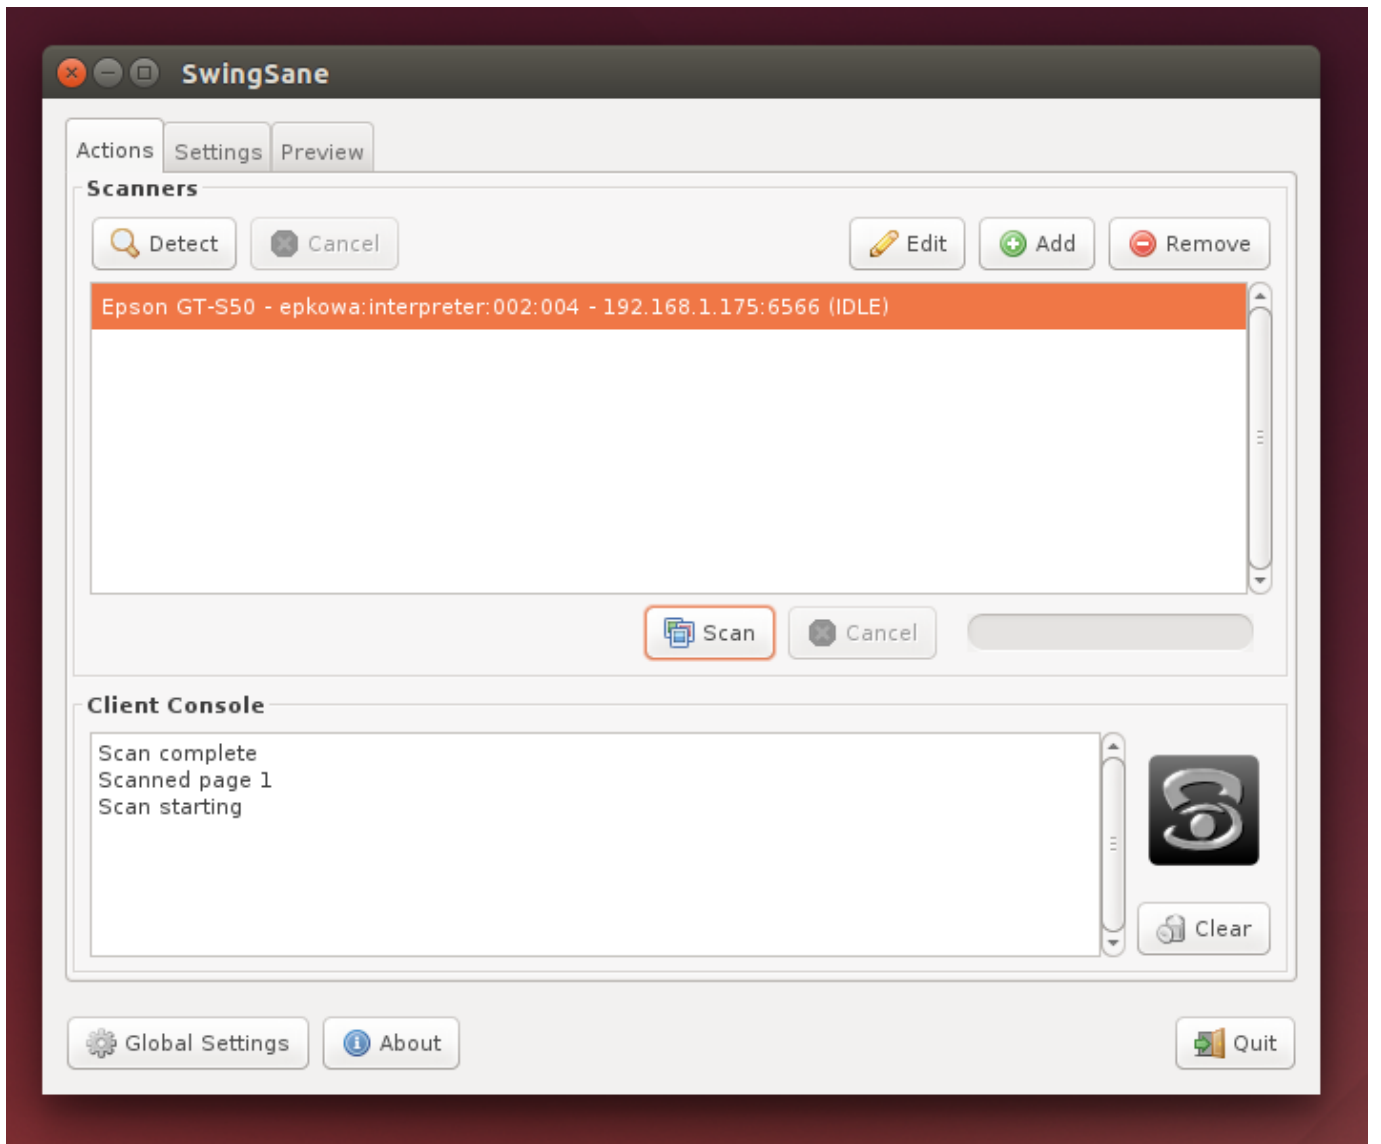 SwingSane
Actions Settings Preview
Scanners
Detect Cancel Edit Add Remove
Epson GT-S50 - epkowa:interpreter:002:004 - 192.168.1.175:6566 (IDLE)
Scan Cancel
Client Console
Scan complete
Scanned page 1
Scan starting
Clear
Global Settings About Quit